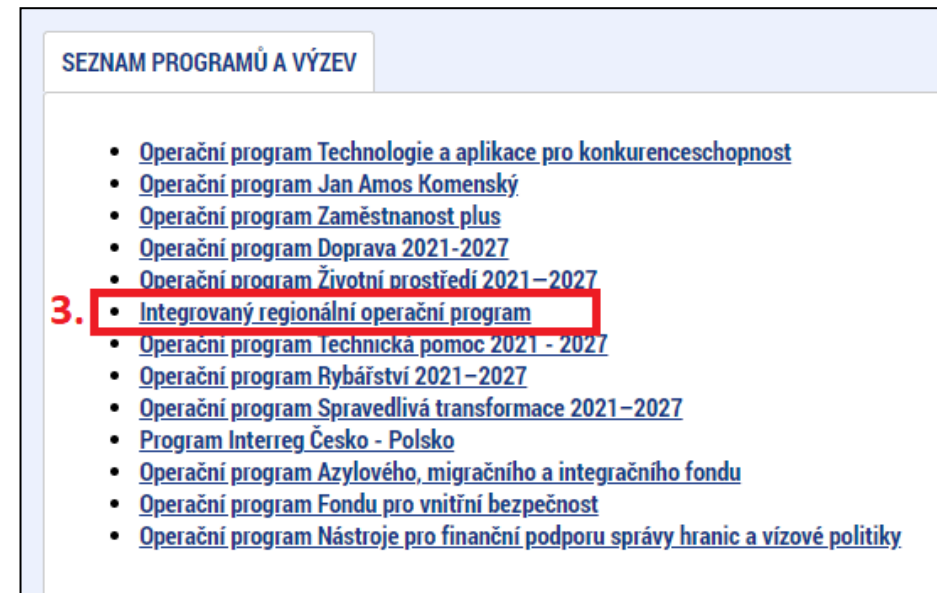 SEZNAM PROGRAMŮ A VÝZEV
• Operační program Technologie a aplikace pro konkurenceschopnost
• Operační program Jan Amos Komenský
• Operační program Zaměstnanost plus
• Operační program Doprava 2021-2027
• Operační program Životní prostředí 2021–2027
3. • Integrovaný regionální operační program
• Operační program Technická pomoc 2021 - 2027
• Operační program Rybářství 2021–2027
• Operační program Spravedlivá transformace 2021–2027
• Program Interreg Česko - Polsko
• Operační program Azylového, migračního a integračního fondu
• Operační program Fondu pro vnitřní bezpečnost
• Operační program Nástroje pro finanční podporu správy hranic a vízové politiky